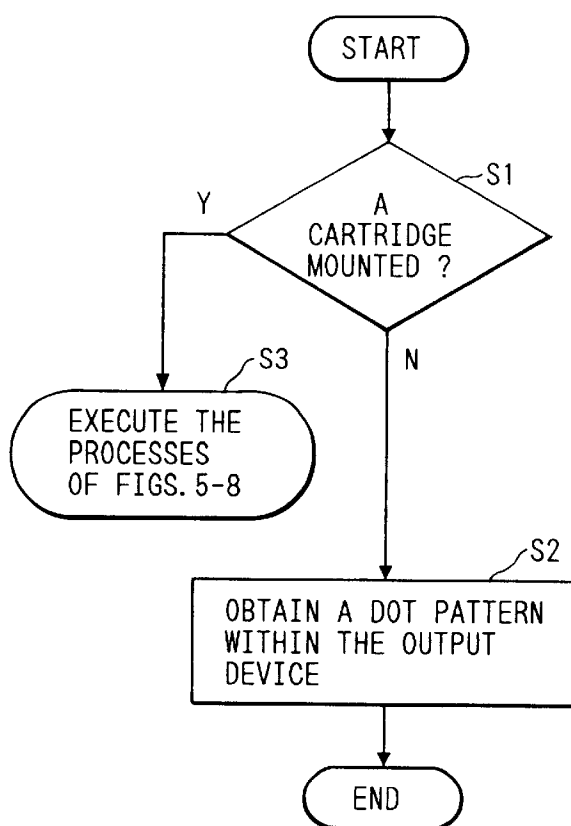 START
S1
A
CARTRIDGE
MOUNTED ?
Y
N
S3
EXECUTE THE
PROCESSES
OF FIGS. 5-8
S2
OBTAIN A DOT PATTERN
WITHIN THE OUTPUT
DEVICE
END